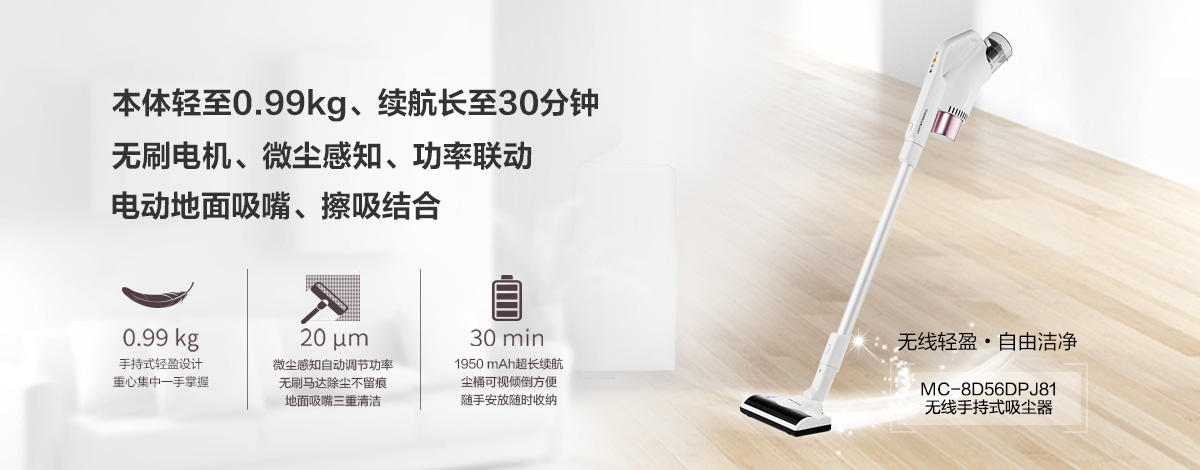 本体轻至0.99kg、续航长至30分钟
无刷电机、微尘感知、功率联动
电动地面吸嘴、擦吸结合
0.99 kg
手持式轻盈设计
重心集中一手掌握
20 μm
微尘感知自动调节功率
无刷马达除尘不留痕
地面吸嘴三重清洁
30 min
1950 mAh超长续航
尘桶可视倾倒方便
随手安放随时收纳
无线轻盈·自由洁净
MC-8D56DPJ81
无线手持式吸尘器